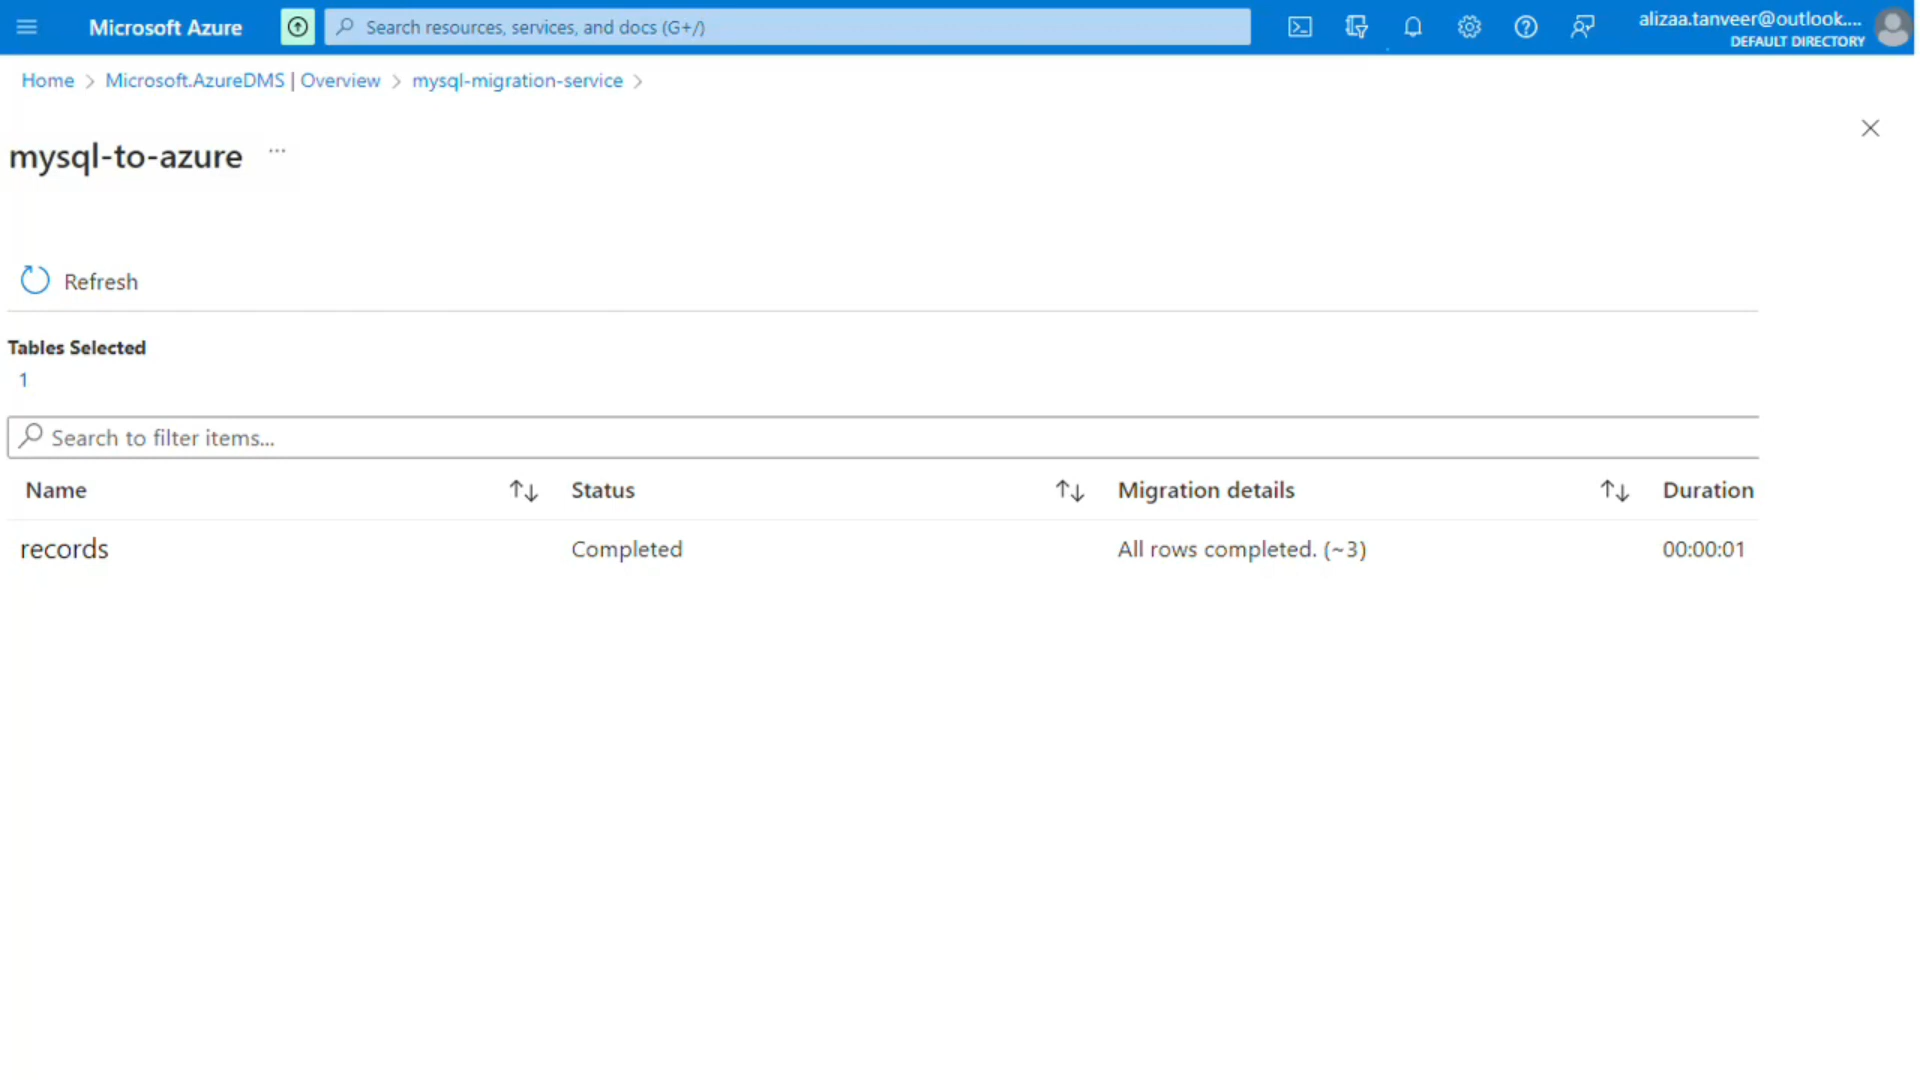 Microsoft Azure
Search resources, services, and docs (G+/)
alizaa.tanveer@outlook....
DEFAULT DIRECTORY
Home > Microsoft.AzureDMS | Overview > mysql-migration-service >
mysql-to-azure ...
Refresh
Tables Selected
1
Search to filter items...
Name ↑↓ Status ↑↓ Migration details ↑↓ Duration
records Completed All rows completed. (~3) 00:00:01